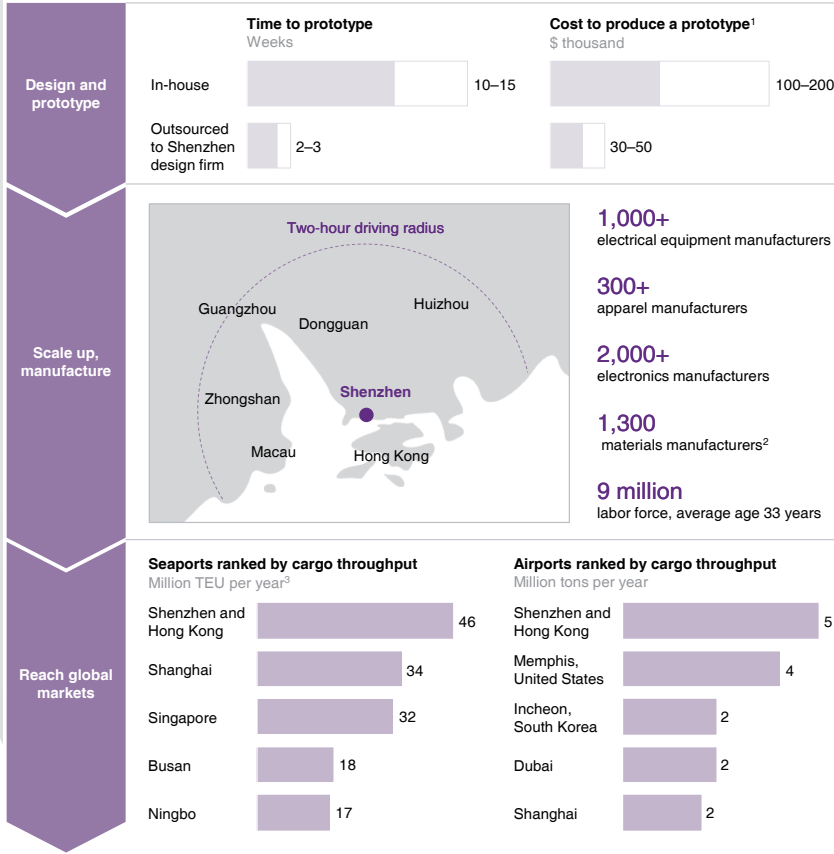 Design and
prototype
Time to prototype
Weeks
Cost to produce a prototype¹
$ thousand
In-house
10–15
100–200
Outsourced
to Shenzhen
design firm
2–3
30–50
Scale up,
manufacture
Two-hour driving radius
Guangzhou
Dongguan
Huizhou
Zhongshan
Shenzhen
Macau
Hong Kong
1,000+
electrical equipment manufacturers
300+
apparel manufacturers
2,000+
electronics manufacturers
1,300
materials manufacturers²
9 million
labor force, average age 33 years
Reach global
markets
Seaports ranked by cargo throughput
Million TEU per year³
Shenzhen and
Hong Kong
46
Shanghai
34
Singapore
32
Busan
18
Ningbo
17
Airports ranked by cargo throughput
Million tons per year
Shenzhen and
Hong Kong
5
Memphis,
United States
4
Incheon,
South Korea
2
Dubai
2
Shanghai
2